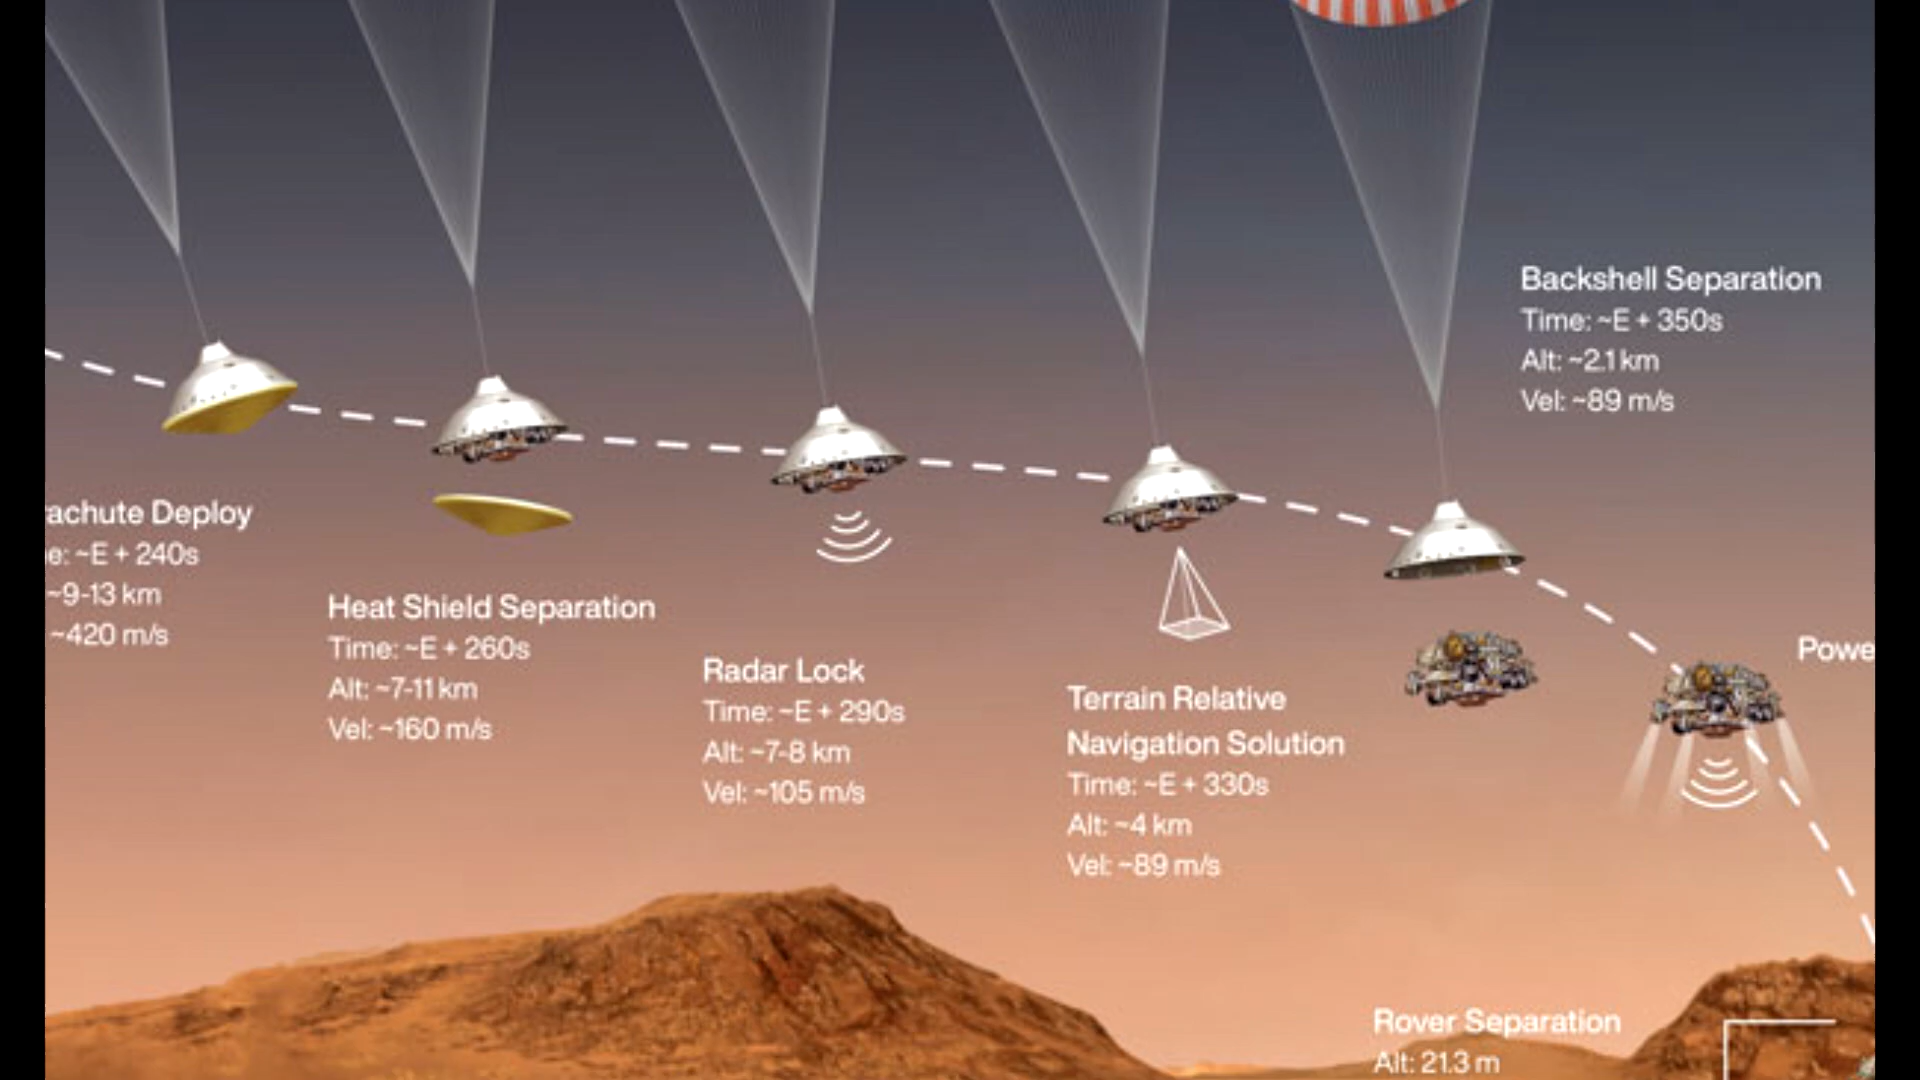 Backshell Separation
Time: ~E + 350s
Alt: ~2.1 km
Vel: ~89 m/s
Deploy
~E + 240s
~9-13 km
~420 m/s
Heat Shield Separation
Time: ~E + 260s
Alt: ~7-11 km
Vel: ~160 m/s
Radar Lock
Time: ~E + 290s
Alt: ~7-8 km
Vel: ~105 m/s
Terrain Relative
Navigation Solution
Time: ~E + 330s
Alt: ~4 km
Vel: ~89 m/s
Rover Separation
Alt: 21.3 m